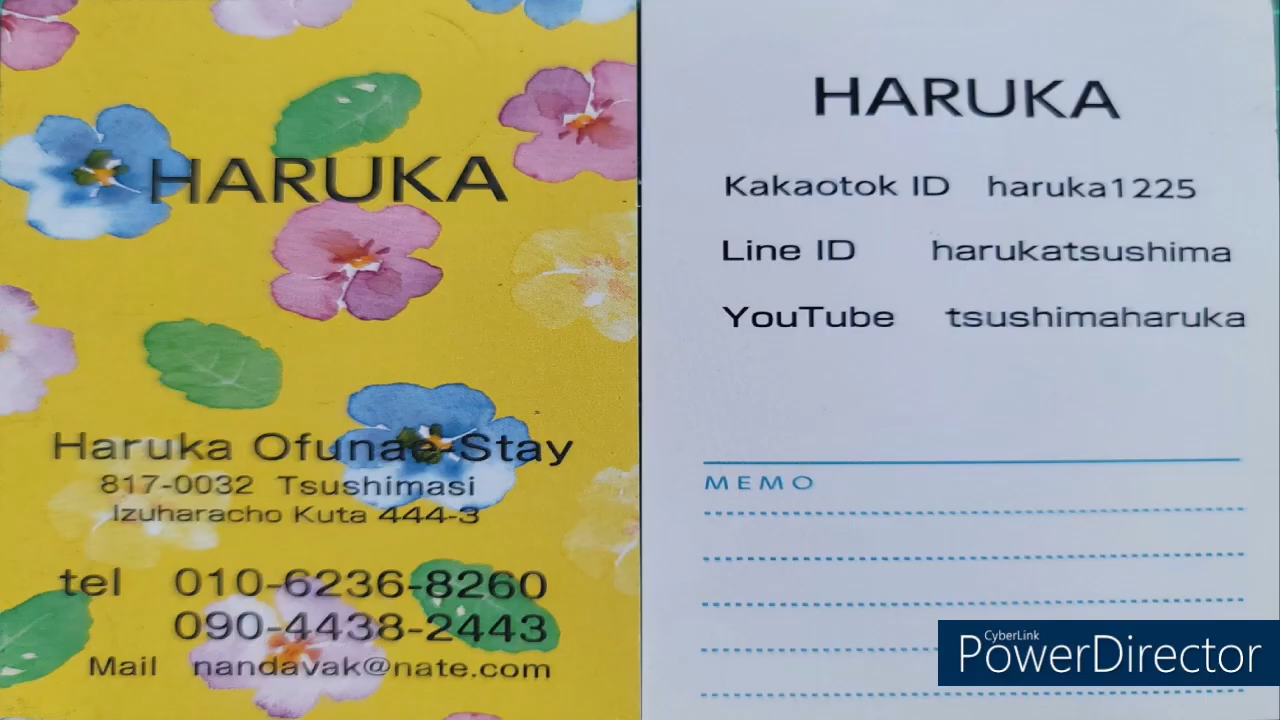 HARUKA
Haruka Ofunae Stay
817-0032 Tsushimasi
Izuharacho Kuta 444-3
tel 010-6236-8260
090-4438-2443
Mail nandavak@nate.com
HARUKA
Kakaotok ID haruka1225
Line ID harukatsushima
YouTube tsushimaharuka
MEMO
CyberLink
PowerDirector